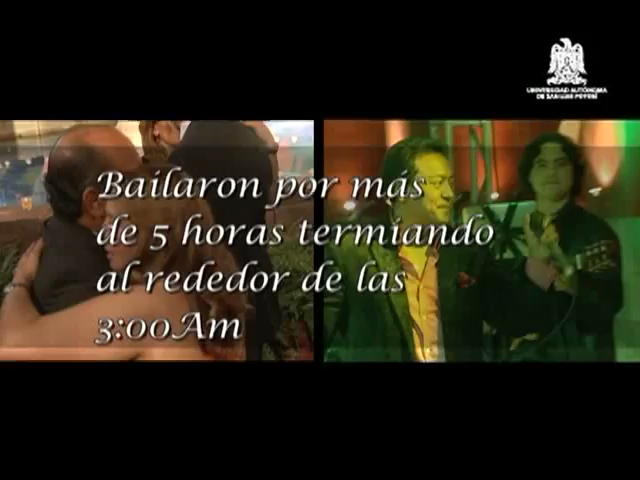 UNIVERSIDAD AUTÓNOMA
DE SAN LUIS POTOSÍ
Bailaron por más
de 5 horas termiando
al rededor de las
3:00Am